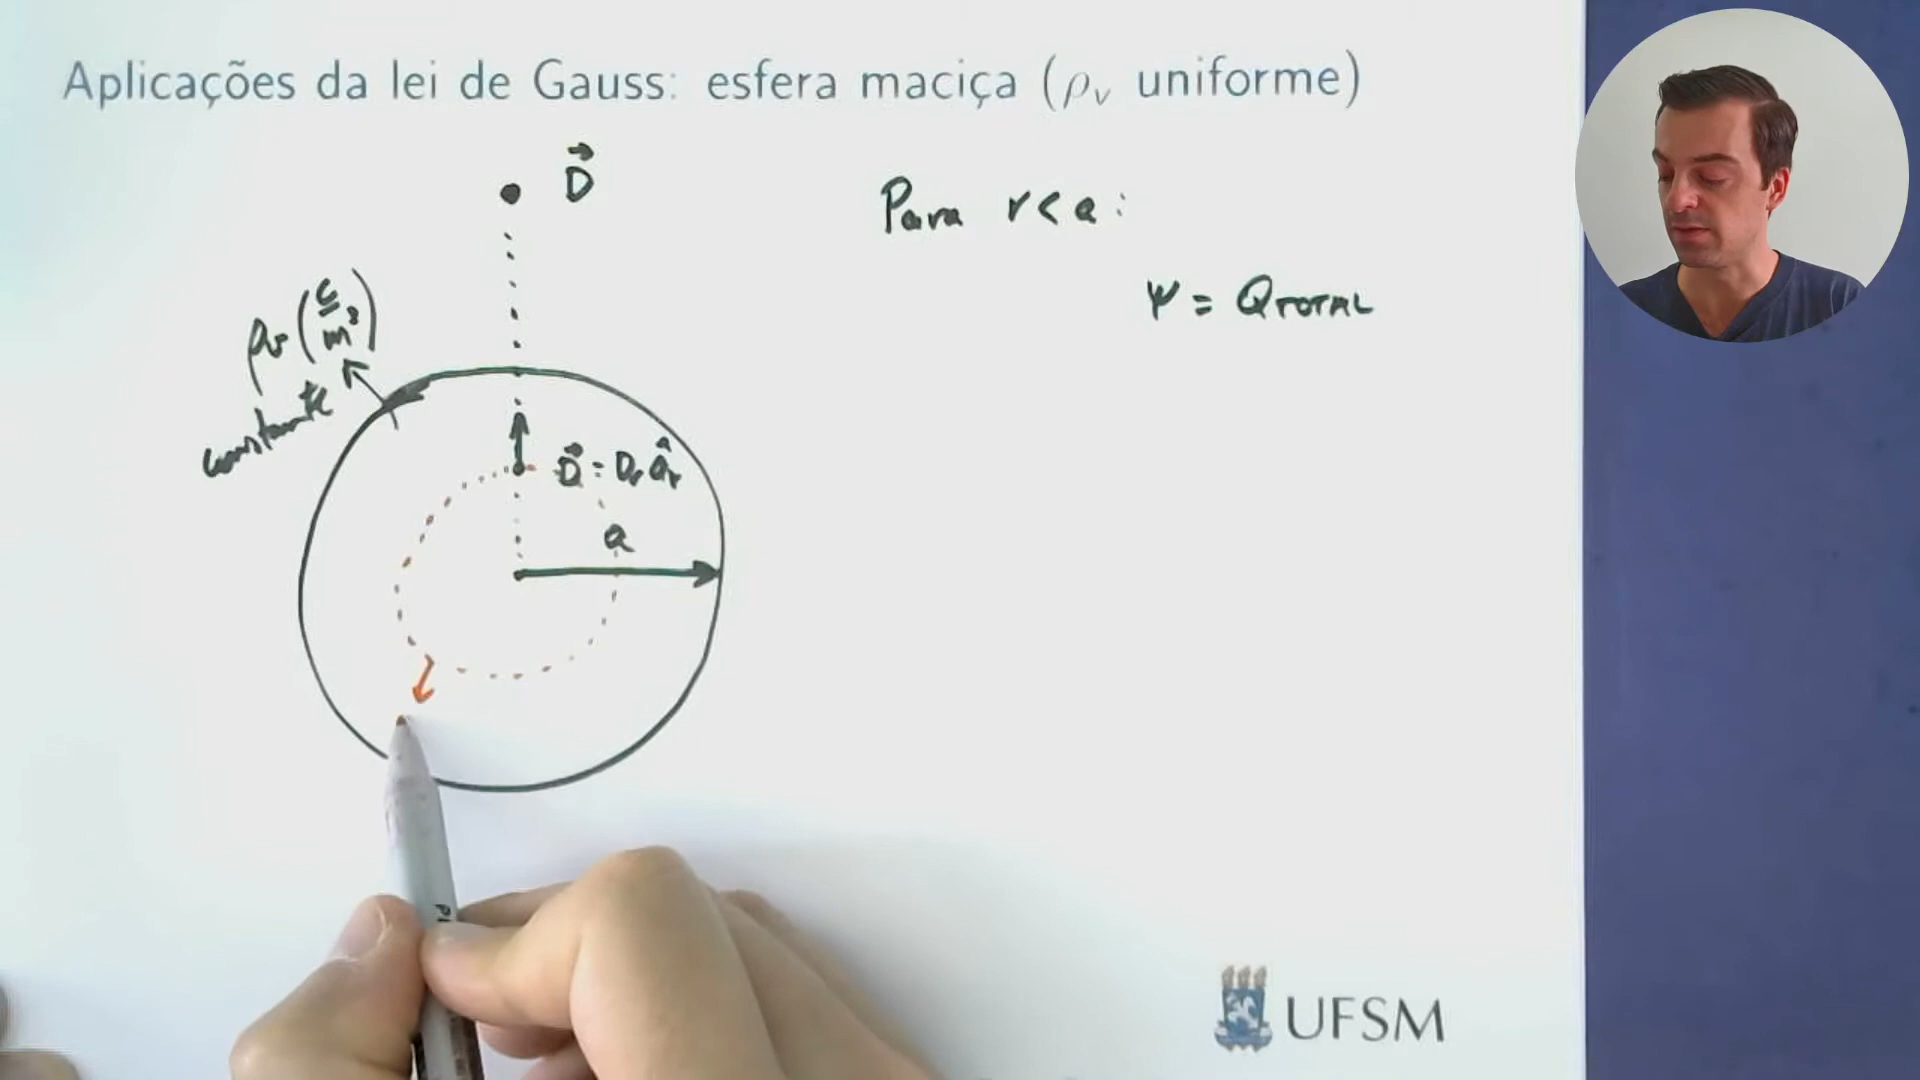 Aplicações da lei de Gauss: esfera maciça (ρᵥ uniforme)
D⃗
Para r < a :
Ψ = QTOTAL
ρv (C/m³)
constante
D⃗ = Dr âr
a
UFSM